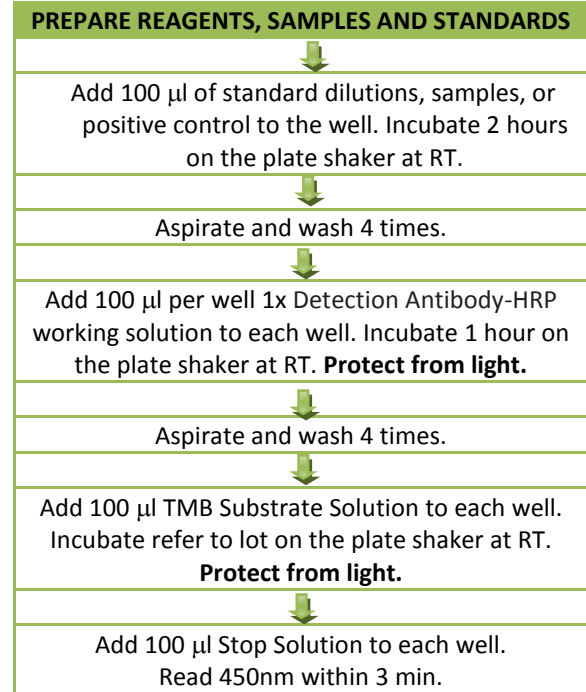 PREPARE REAGENTS, SAMPLES AND STANDARDS
Add 100 μl of standard dilutions, samples, or
positive control to the well. Incubate 2 hours
on the plate shaker at RT.
Aspirate and wash 4 times.
Add 100 μl per well 1x Detection Antibody-HRP
working solution to each well. Incubate 1 hour on
the plate shaker at RT. Protect from light.
Aspirate and wash 4 times.
Add 100 μl TMB Substrate Solution to each well.
Incubate refer to lot on the plate shaker at RT.
Protect from light.
Add 100 μl Stop Solution to each well.
Read 450nm within 3 min.